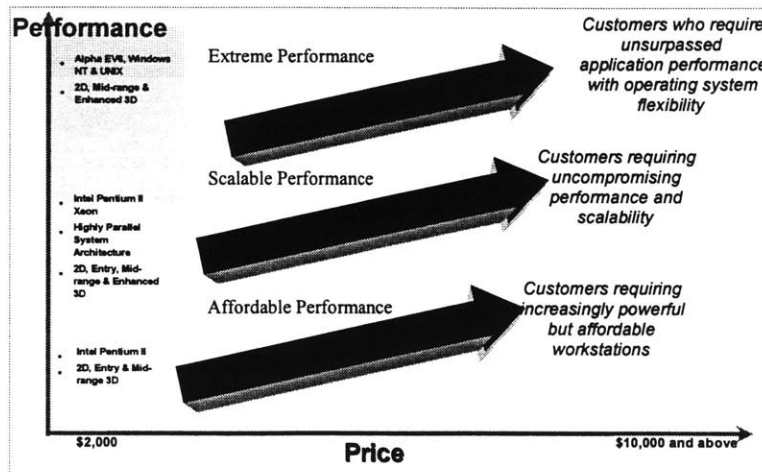 Performance
Alpha EV6, Windows
NT & UNIX
2D, Mid-range &
Enhanced 3D
Extreme Performance
Customers who require
unsurpassed
application performance
with operating system
flexibility
Intel Pentium II
Xeon
Highly Parallel
System
Architecture
2D, Entry, Mid-
range & Enhanced
3D
Scalable Performance
Customers requiring
uncompromising
performance and
scalability
Intel Pentium II
2D, Entry & Mid-
range 3D
Affordable Performance
Customers requiring
increasingly powerful
but affordable
workstations
$2,000
Price
$10,000 and above